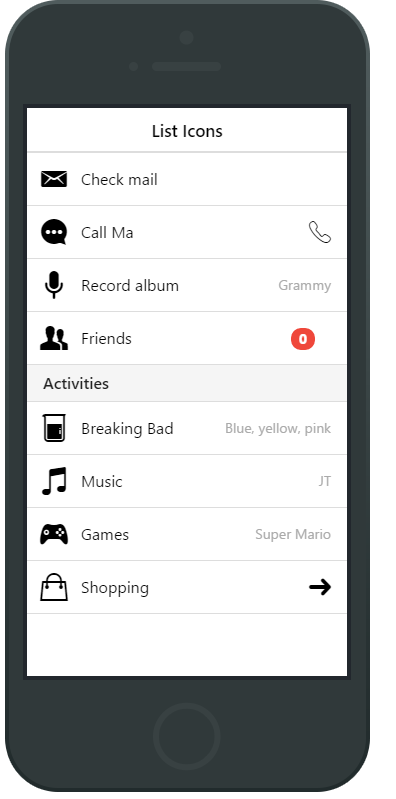 List Icons
Check mail
Call Ma
Record album Grammy
Friends 0
Activities
Breaking Bad Blue, yellow, pink
Music JT
Games Super Mario
Shopping